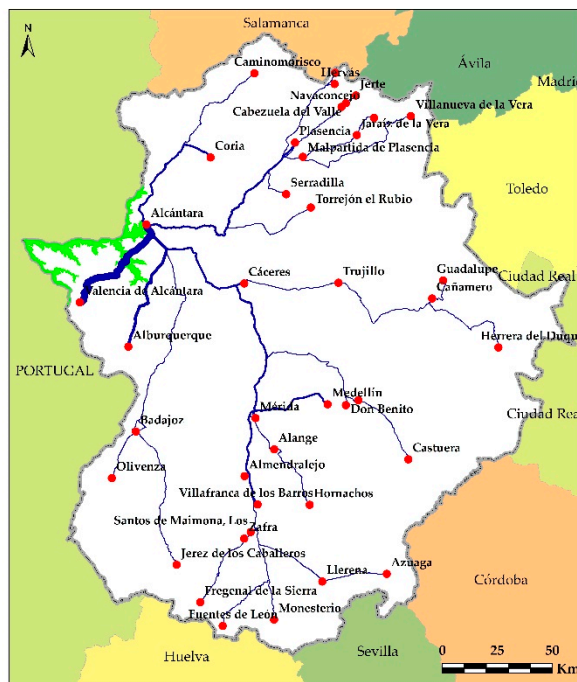 Salamanca
N
Ávila
Madrid
Caminomorisco
Hervás
Jerte
Navaconcejo
Cabezuela del Valle
Villanueva de la Vera
Jaraíz de la Vera
Plasencia
Coria
Malpartida de Plasencia
Toledo
Serradilla
Torrejón el Rubio
Alcántara
Guadalupe
Ciudad Real
Cáceres
Trujillo
Cañamero
Valencia de Alcántara
Alburquerque
Herrera del Duque
PORTUCAL
Medellín
Don Benito
Ciudad Real
Mérida
Badajoz
Alange
Castuera
Olivenza
Almendralejo
Villafranca de los Barros
Hornachos
Santos de Maimona, Los
Zafra
Jerez de los Caballeros
Llerena
Azuaga
Córdoba
Fregenal de la Sierra
Fuentes de León
Monesterio
Huelva
Sevilla
0 25 50
Km